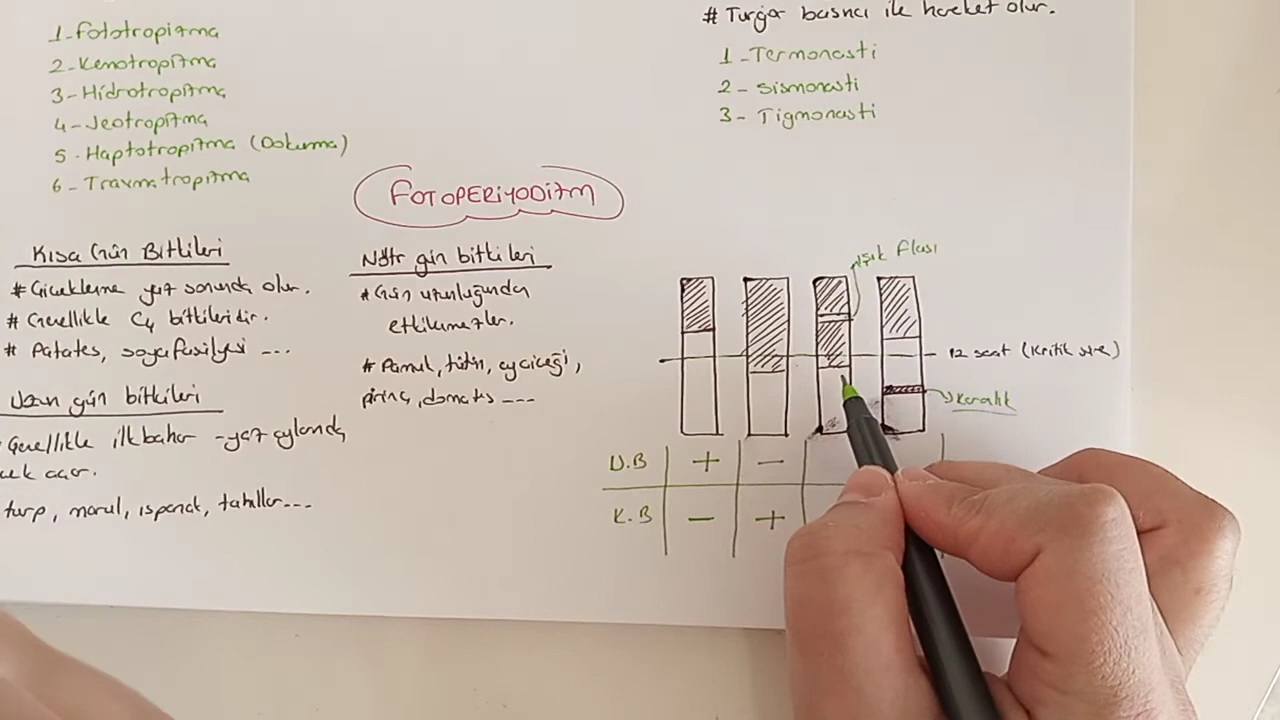 1-Fototropizma
2-Kemotropizma
3-Hidrotropizma
4-Jeotropizma
5-Haptotropizma (Dokunma)
6-Travmatropizma
# Turgor basıncı ile hareket olur.
1-Termonasti
2-Sismonasti
3-Tigmonasti
FOTOPERİYODİZM
Kısa Gün Bitkileri
# Çiçeklenme yaz sonunda olur.
# Genellikle C4 bitkileridir.
# Patates, soya fasülyesi ---
Uzun gün bitkileri
Genellikle ilkbahar-yaz aylarında
açar.
turp, marul, ıspanak, tahıllar---
Nötr gün bitkileri
# Gün uzunluğundan
etkilenmezler.
# Pamuk, tütün, ayçiçeği,
pirinç, domates ---
Işık flaşı
12 saat (kritik süre)
Karanlık
U.B + -
K.B - +